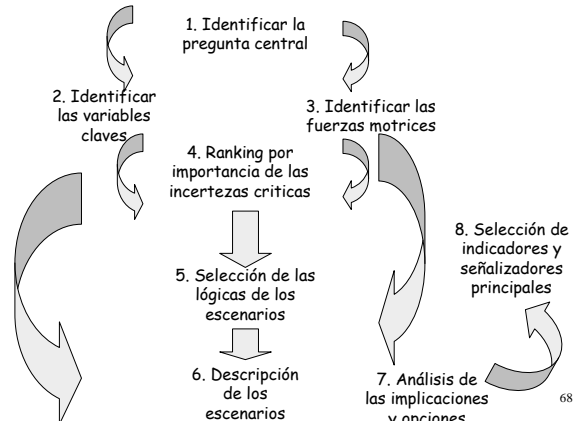 1. Identificar la
pregunta central
2. Identificar
las variables
claves
3. Identificar las
fuerzas motrices
4. Ranking por
importancia de las
incertezas criticas
5. Selección de las
lógicas de los
escenarios
6. Descripción
de los
escenarios
7. Análisis de
las implicaciones
y opciones
8. Selección de
indicadores y
señalizadores
principales
68